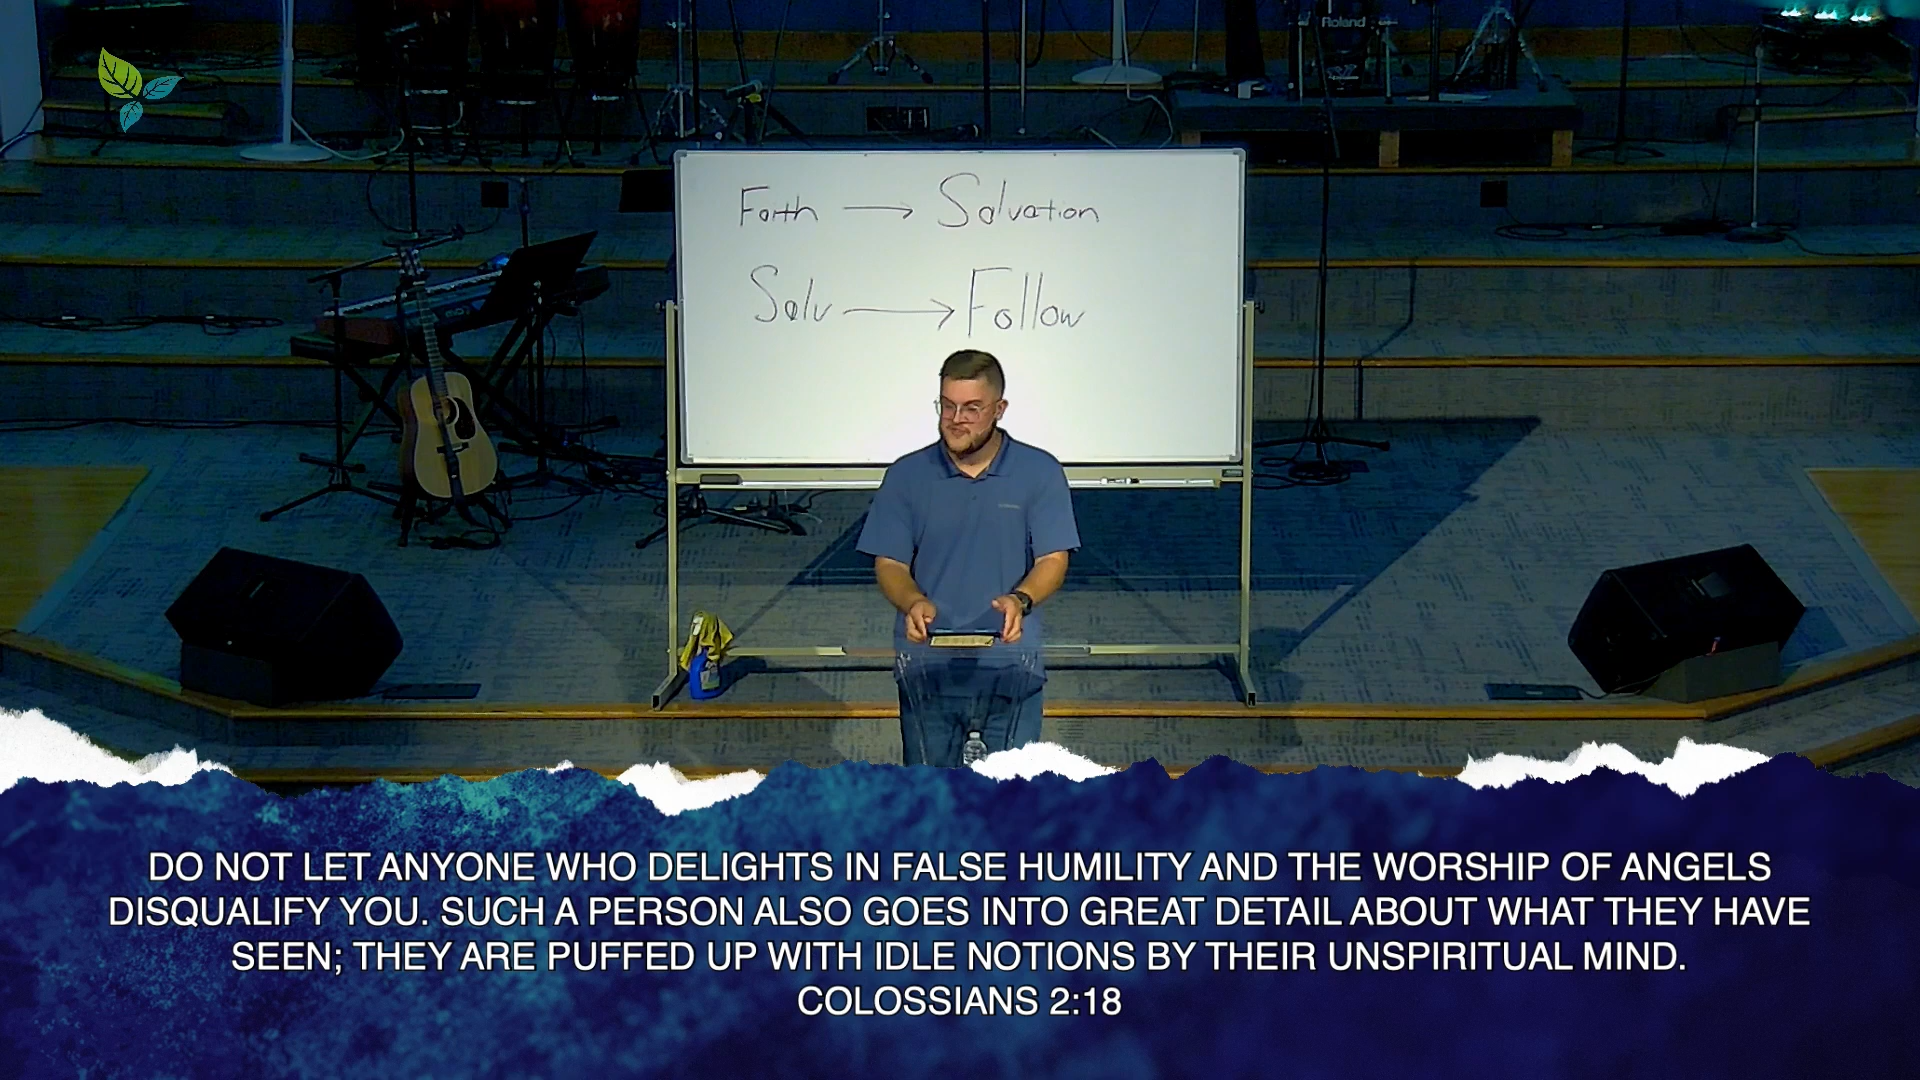 Roland
Faith → Salvation
Salv → Follow
DO NOT LET ANYONE WHO DELIGHTS IN FALSE HUMILITY AND THE WORSHIP OF ANGELS
DISQUALIFY YOU. SUCH A PERSON ALSO GOES INTO GREAT DETAIL ABOUT WHAT THEY HAVE
SEEN; THEY ARE PUFFED UP WITH IDLE NOTIONS BY THEIR UNSPIRITUAL MIND.
COLOSSIANS 2:18